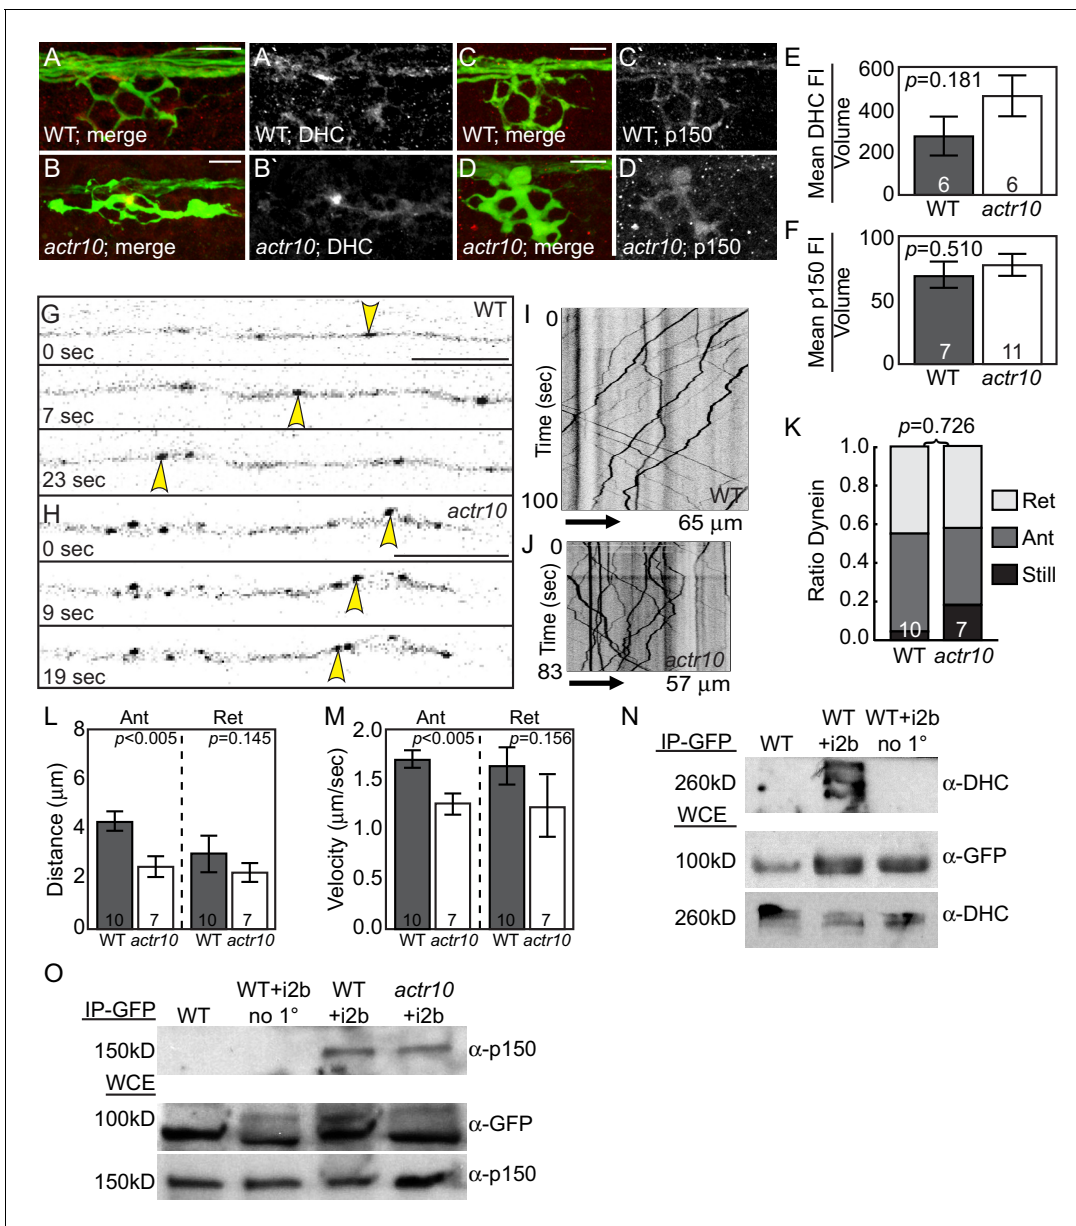 A
WT; merge
A`
WT; DHC
C
WT; merge
C`
WT; p150
B
actr10; merge
B`
actr10; DHC
D
actr10; merge
D`
actr10; p150
E
Mean DHC FI
Volume
600
400
200
0
p=0.181
6
6
WT
actr10
F
Mean p150 FI
Volume
100
50
0
p=0.510
7
11
WT
actr10
G
WT
0 sec
7 sec
23 sec
H
actr10
0 sec
9 sec
19 sec
I
0
Time (sec)
100
WT
65 μm
J
0
Time (sec)
83
actr10
57 μm
K
p=0.726
Ratio Dynein
1.0
0.8
0.6
0.4
0.2
0.0
10
7
WT
actr10
Ret
Ant
Still
L
Ant
Ret
p<0.005
p=0.145
Distance (μm)
8
6
4
2
0
10
7
10
7
WT actr10
WT actr10
M
Ant
Ret
p<0.005
p=0.156
Velocity (μm/sec)
2.0
1.5
1.0
0.5
0.0
10
7
10
7
WT actr10
WT actr10
N
IP-GFP
WT
WT
+i2b
WT+i2b
no 1°
260kD
α-DHC
WCE
100kD
α-GFP
260kD
α-DHC
O
IP-GFP
WT
WT+i2b
no 1°
WT
+i2b
actr10
+i2b
150kD
α-p150
WCE
100kD
α-GFP
150kD
α-p150